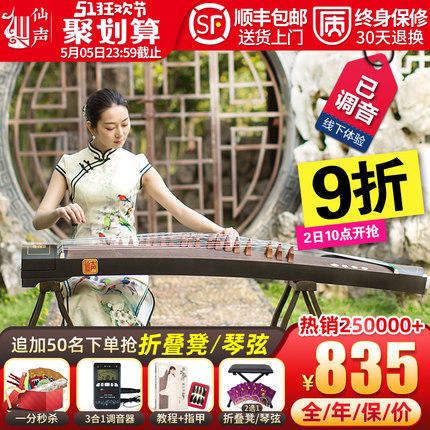 仙声
51狂欢节
聚划算
5月05日23:59截止
SF
顺丰包邮
送货上门
终身保修
30天退换
已
调音
线下体验
9折
2日10点开抢
仙声
追加50名下单抢折叠凳/琴弦
热销250000+
¥835
全/年/保/价
一分秒杀
3合1调音器
教程+指甲
2选1
折叠凳/琴弦